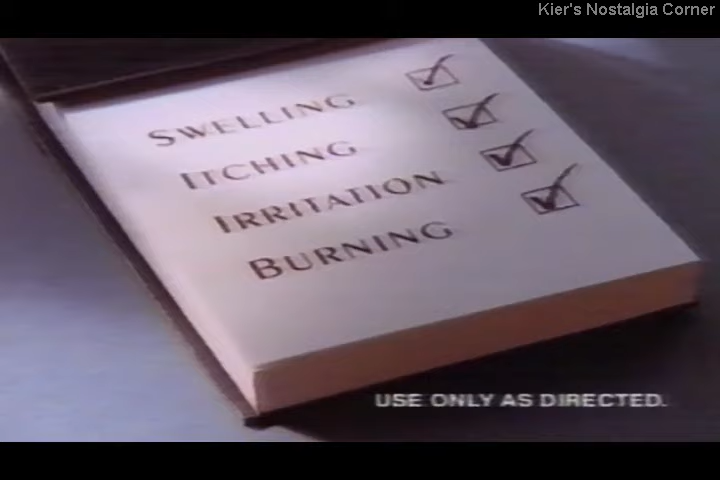 Kier's Nostalgia Corner
SWELLING
ITCHING
IRRITATION
BURNING
USE ONLY AS DIRECTED.